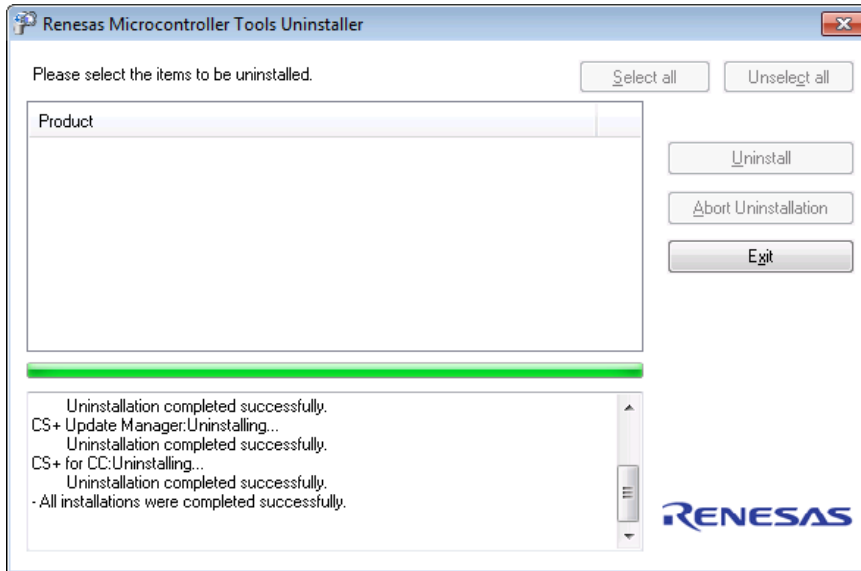 Renesas Microcontroller Tools Uninstaller
Please select the items to be uninstalled.
Select all
Unselect all
Product
Uninstall
Abort Uninstallation
Exit
Uninstallation completed successfully.
CS+ Update Manager:Uninstalling...
Uninstallation completed successfully.
CS+ for CC:Uninstalling...
Uninstallation completed successfully.
- All installations were completed successfully.
RENESAS